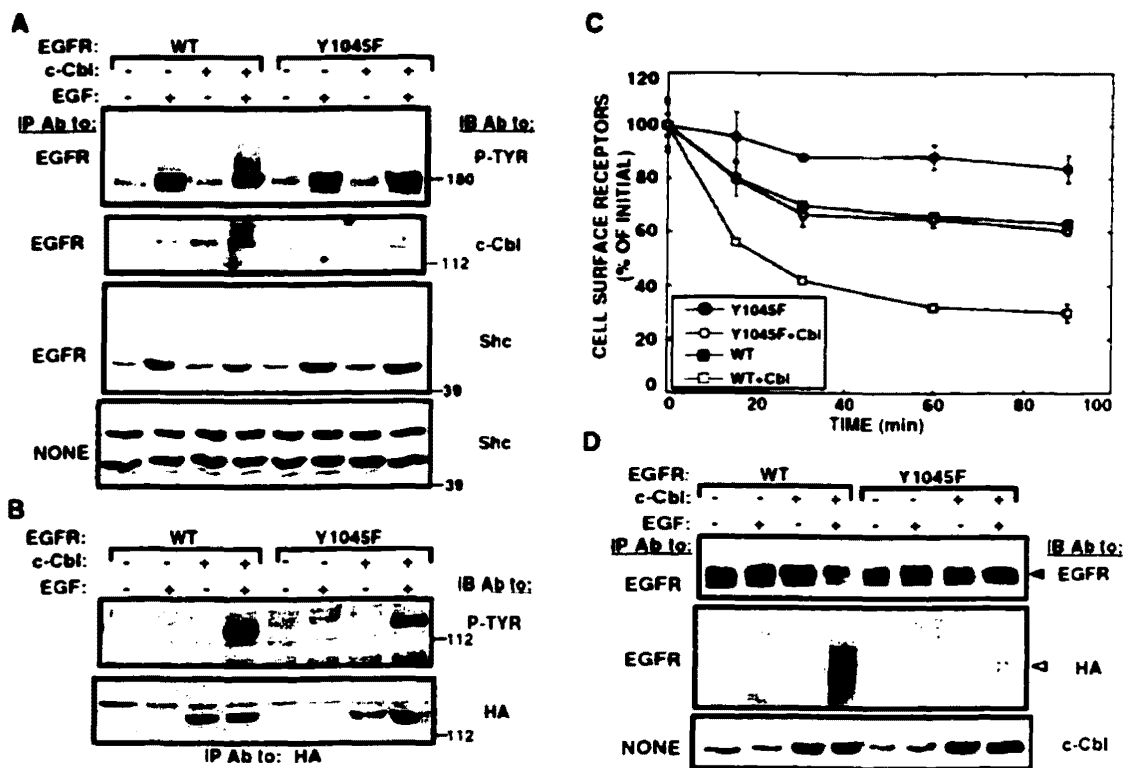 A
EGFR: WT Y1045F
c-Cbl: - - + + - - + +
EGF: - + - + - + - +
IP Ab to: IB Ab to:
EGFR P-TYR
180
EGFR c-Cbl
112
EGFR Shc
39
NONE Shc
39
B
EGFR: WT Y1045F
c-Cbl: - - + + - - + +
EGF: - + - + - + - +
IB Ab to:
P-TYR
112
HA
112
IP Ab to: HA
C
CELL SURFACE RECEPTORS
(% OF INITIAL)
120
100
80
60
40
20
0
Y1045F
Y1045F+Cbl
WT
WT+Cbl
0 20 40 60 80 100
TIME (min)
D
EGFR: WT Y1045F
c-Cbl: - - + + - - + +
EGF: - + - + - + - +
IP Ab to: IB Ab to:
EGFR EGFR
EGFR HA
NONE c-Cbl